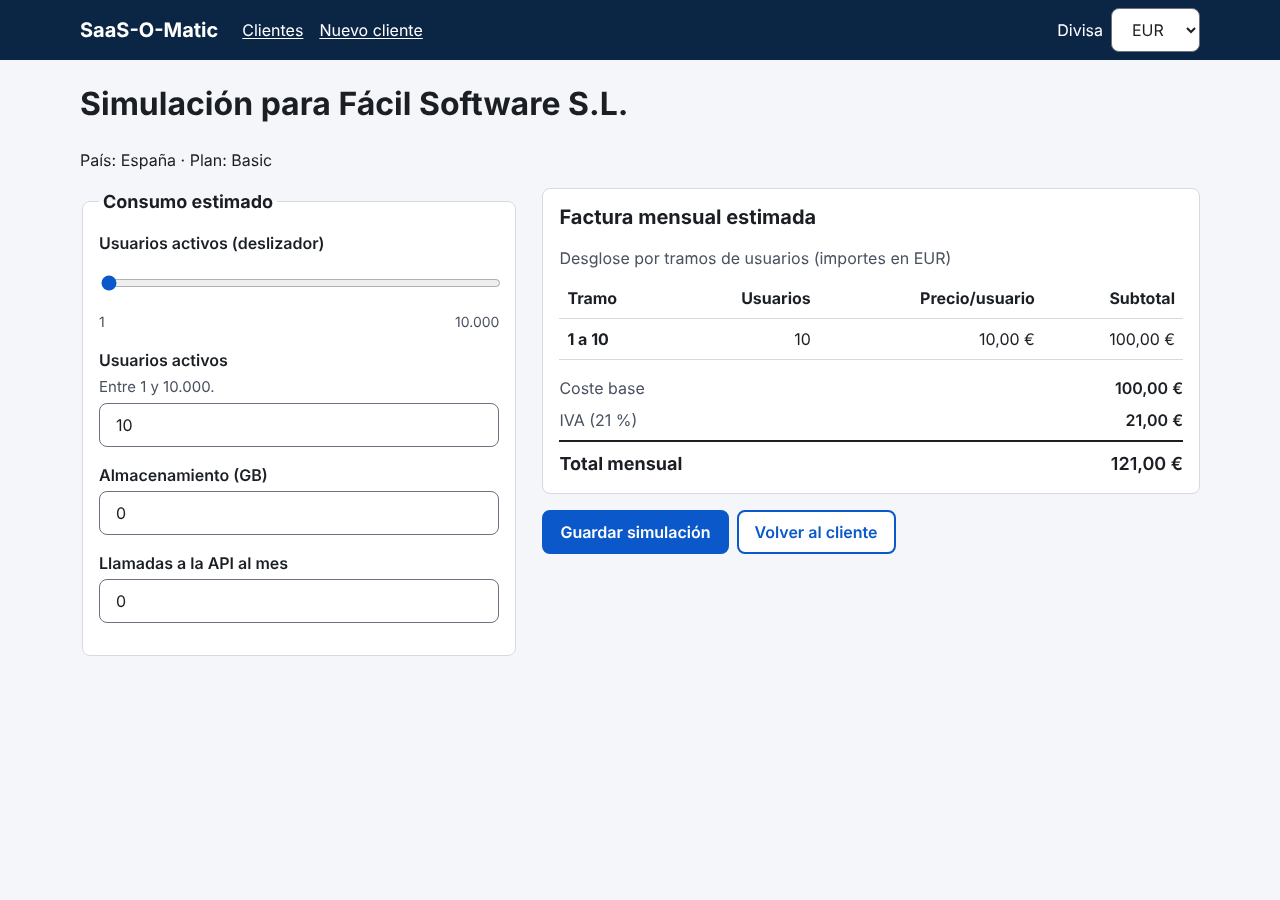 SaaS-O-Matic Clientes Nuevo cliente Divisa EUR
Simulación para Fácil Software S.L.
País: España · Plan: Basic
Consumo estimado
Usuarios activos (deslizador)
1 10.000
Usuarios activos
Entre 1 y 10.000.
10
Almacenamiento (GB)
0
Llamadas a la API al mes
0
Factura mensual estimada
Desglose por tramos de usuarios (importes en EUR)
Tramo Usuarios Precio/usuario Subtotal
1 a 10 10 10,00 € 100,00 €
Coste base 100,00 €
IVA (21 %) 21,00 €
Total mensual 121,00 €
Guardar simulación Volver al cliente